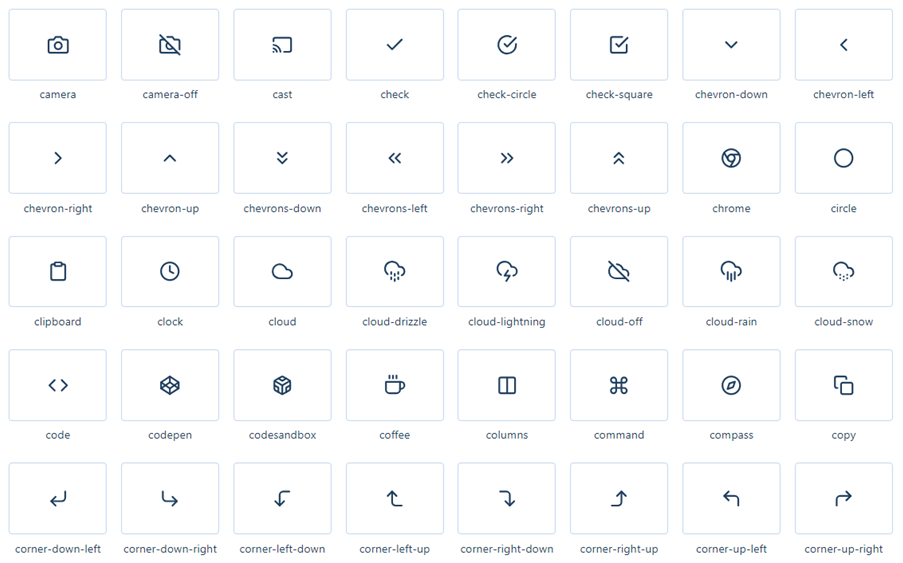 camera camera-off cast check check-circle check-square chevron-down chevron-left
chevron-right chevron-up chevrons-down chevrons-left chevrons-right chevrons-up chrome circle
clipboard clock cloud cloud-drizzle cloud-lightning cloud-off cloud-rain cloud-snow
code codepen codesandbox coffee columns command compass copy
corner-down-left corner-down-right corner-left-down corner-left-up corner-right-down corner-right-up corner-up-left corner-up-right